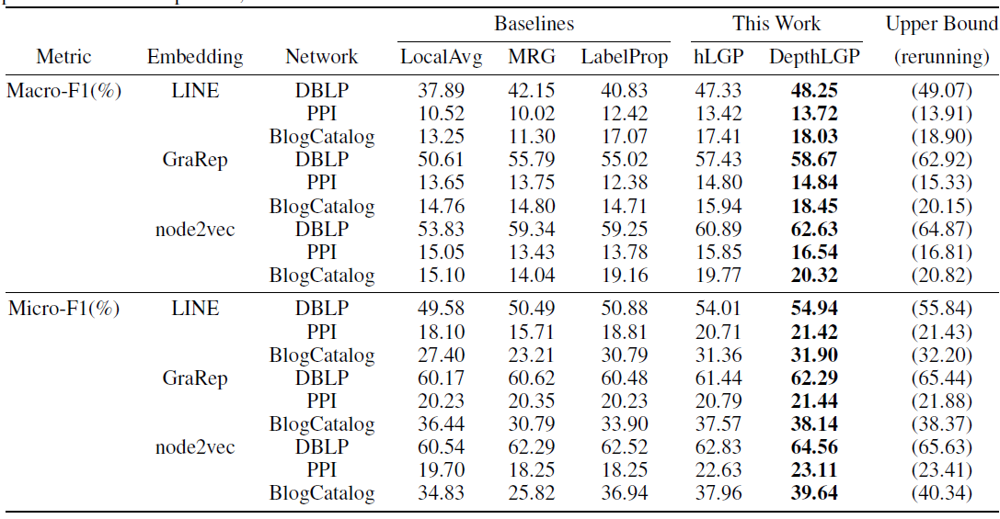 Baselines This Work Upper Bound
Metric Embedding Network LocalAvg MRG LabelProp hLGP DepthLGP (rerunning)
Macro-F1(%) LINE DBLP 37.89 42.15 40.83 47.33 48.25 (49.07)
PPI 10.52 10.02 12.42 13.42 13.72 (13.91)
BlogCatalog 13.25 11.30 17.07 17.41 18.03 (18.90)
GraRep DBLP 50.61 55.79 55.02 57.43 58.67 (62.92)
PPI 13.65 13.75 12.38 14.80 14.84 (15.33)
BlogCatalog 14.76 14.80 14.71 15.94 18.45 (20.15)
node2vec DBLP 53.83 59.34 59.25 60.89 62.63 (64.87)
PPI 15.05 13.43 13.78 15.85 16.54 (16.81)
BlogCatalog 15.10 14.04 19.16 19.77 20.32 (20.82)
Micro-F1(%) LINE DBLP 49.58 50.49 50.88 54.01 54.94 (55.84)
PPI 18.10 15.71 18.81 20.71 21.42 (21.43)
BlogCatalog 27.40 23.21 30.79 31.36 31.90 (32.20)
GraRep DBLP 60.17 60.62 60.48 61.44 62.29 (65.44)
PPI 20.23 20.35 20.23 20.79 21.44 (21.88)
BlogCatalog 36.44 30.79 33.90 37.57 38.14 (38.37)
node2vec DBLP 60.54 62.29 62.52 62.83 64.56 (65.63)
PPI 19.70 18.25 18.25 22.63 23.11 (23.41)
BlogCatalog 34.83 25.82 36.94 37.96 39.64 (40.34)